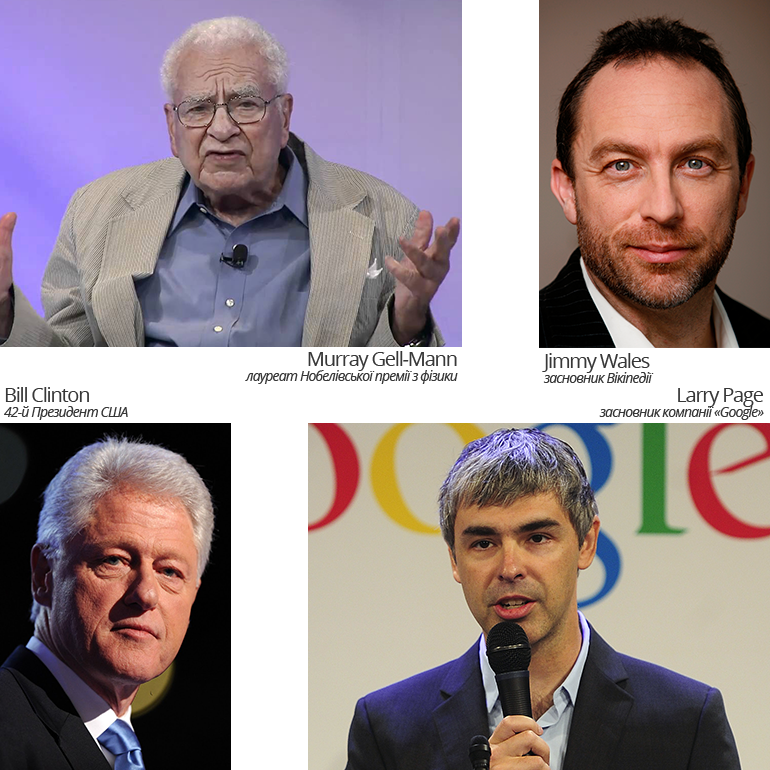 Murray Gell-Mann
лауреат Нобелівської премії з фізики
Jimmy Wales
засновник Вікіпедії
Bill Clinton
42-й Президент США
Larry Page
засновник компанії «Google»